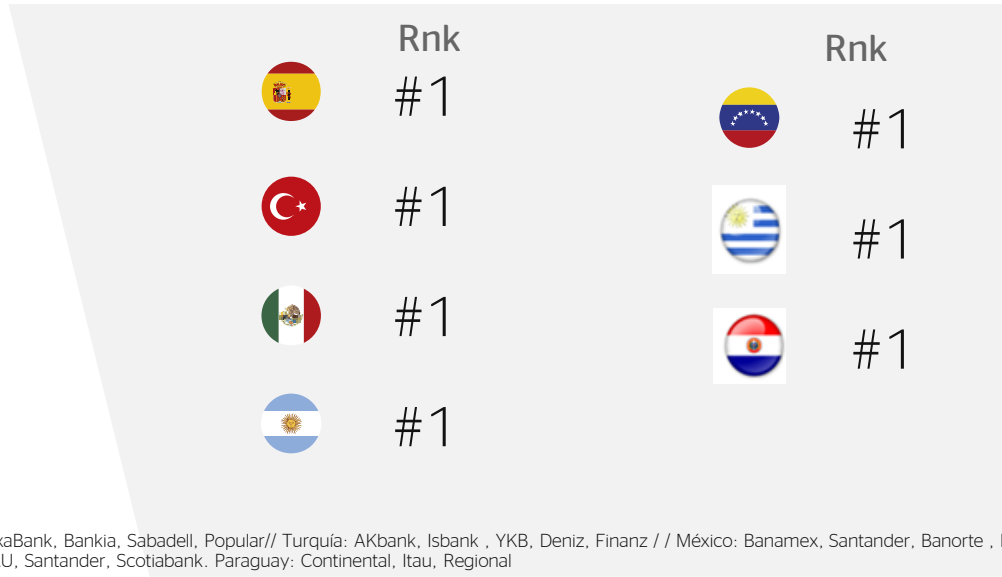 Rnk
#1
#1
#1
#1
Rnk
#1
#1
#1
xaBank, Bankia, Sabadell, Popular// Turquía: AKbank, Isbank , YKB, Deniz, Finanz / / México: Banamex, Santander, Banorte ,
U, Santander, Scotiabank. Paraguay: Continental, Itau, Regional